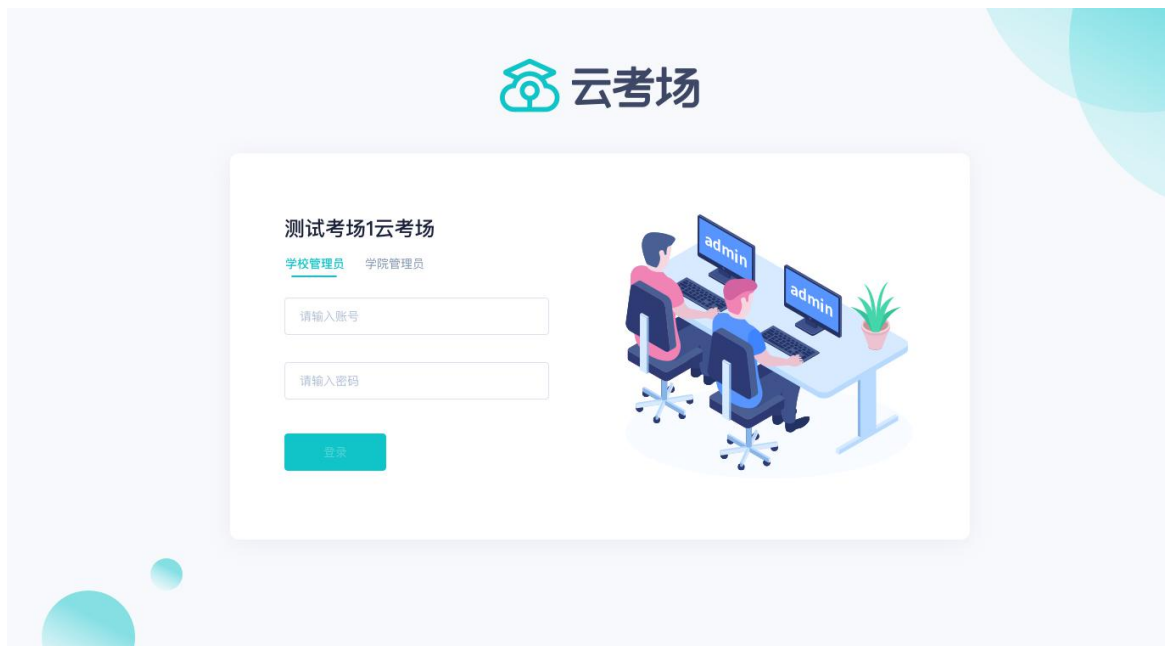 云考场
测试考场1云考场
学校管理员 学院管理员
请输入账号
请输入密码
登录
admin
admin